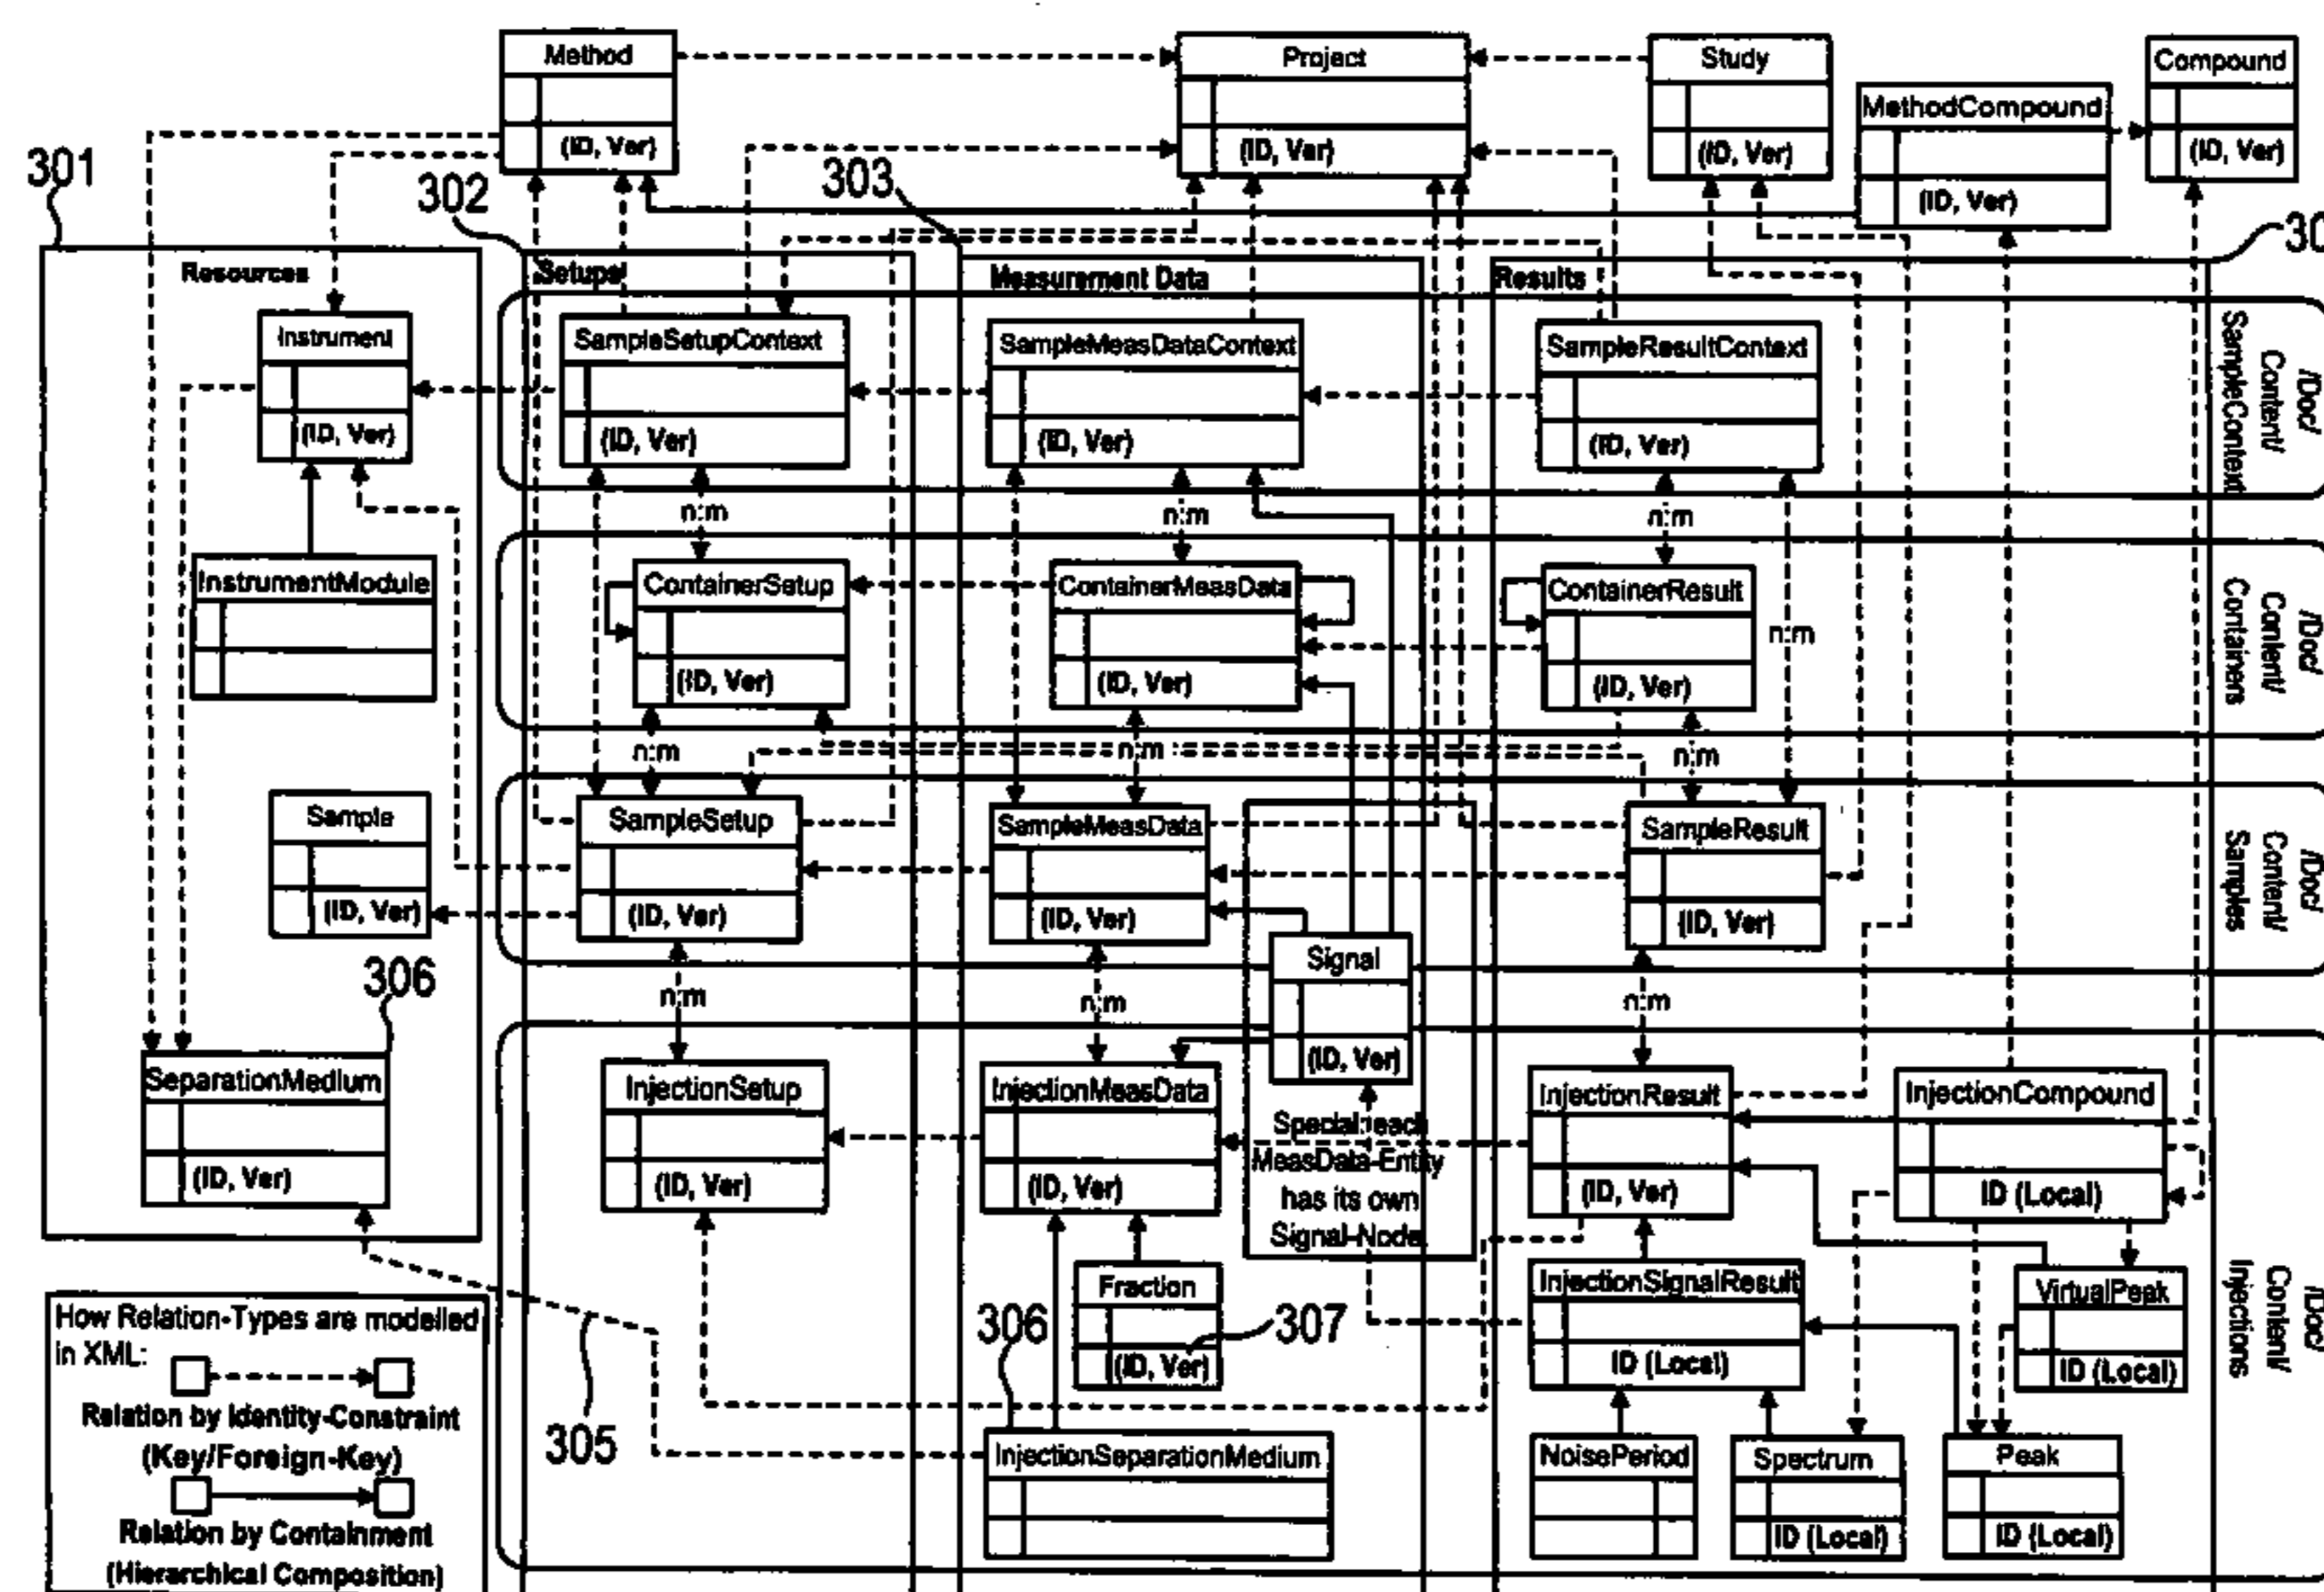 Method
(ID, Ver)
Project
(ID, Ver)
Study
(ID, Ver)
MethodCompound
(ID, Ver)
Compound
(ID, Ver)
301
302
303
30
Resources
Setups
Measurement Data
Results
Instrument
(ID, Ver)
SampleSetupContext
(ID, Ver)
SampleMeasDataContext
(ID, Ver)
SampleResultContext
(ID, Ver)
/Doc/
Content/
SampleContext
n:m
n:m
n:m
InstrumentModule
ContainerSetup
(ID, Ver)
ContainerMeasData
(ID, Ver)
ContainerResult
(ID, Ver)
n:m
/Doc/
Content/
Containers
n:m
n:m
n:m
Sample
(ID, Ver)
SampleSetup
(ID, Ver)
SampleMeasData
(ID, Ver)
SampleResult
(ID, Ver)
/Doc/
Content/
Samples
Signal
(ID, Ver)
306
n:m
n:m
n:m
SeparationMedium
(ID, Ver)
InjectionSetup
(ID, Ver)
InjectionMeasData
(ID, Ver)
Special: each
MeasData-Entity
has its own
Signal-Node.
InjectionResult
(ID, Ver)
InjectionCompound
ID (Local)
/Doc/
Content/
Injections
Fraction
(ID, Ver)
306
307
InjectionSignalResult
ID (Local)
VirtualPeak
ID (Local)
How Relation-Types are modelled
in XML:
Relation by Identity-Constraint
(Key/Foreign-Key)
Relation by Containment
(Hierarchical Composition)
305
InjectionSeparationMedium
NoisePeriod
Spectrum
ID (Local)
Peak
ID (Local)